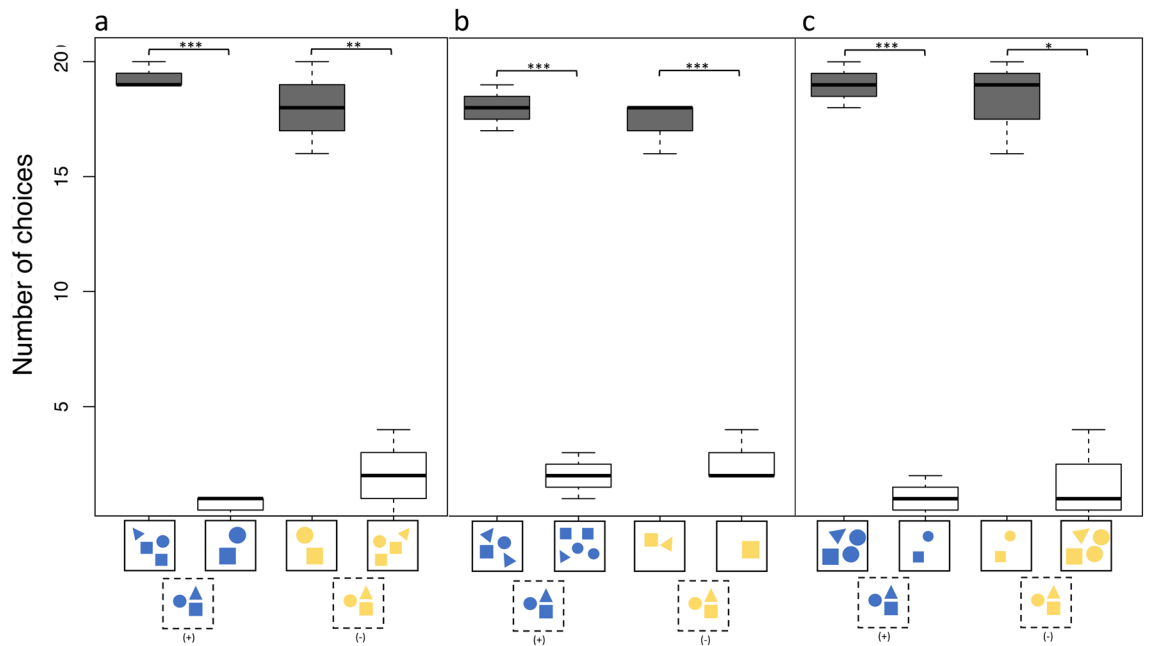 a b c
*** ** *** *** *** *
20
15
10
5
Number of choices
(+) (-) (+) (-) (+) (-)